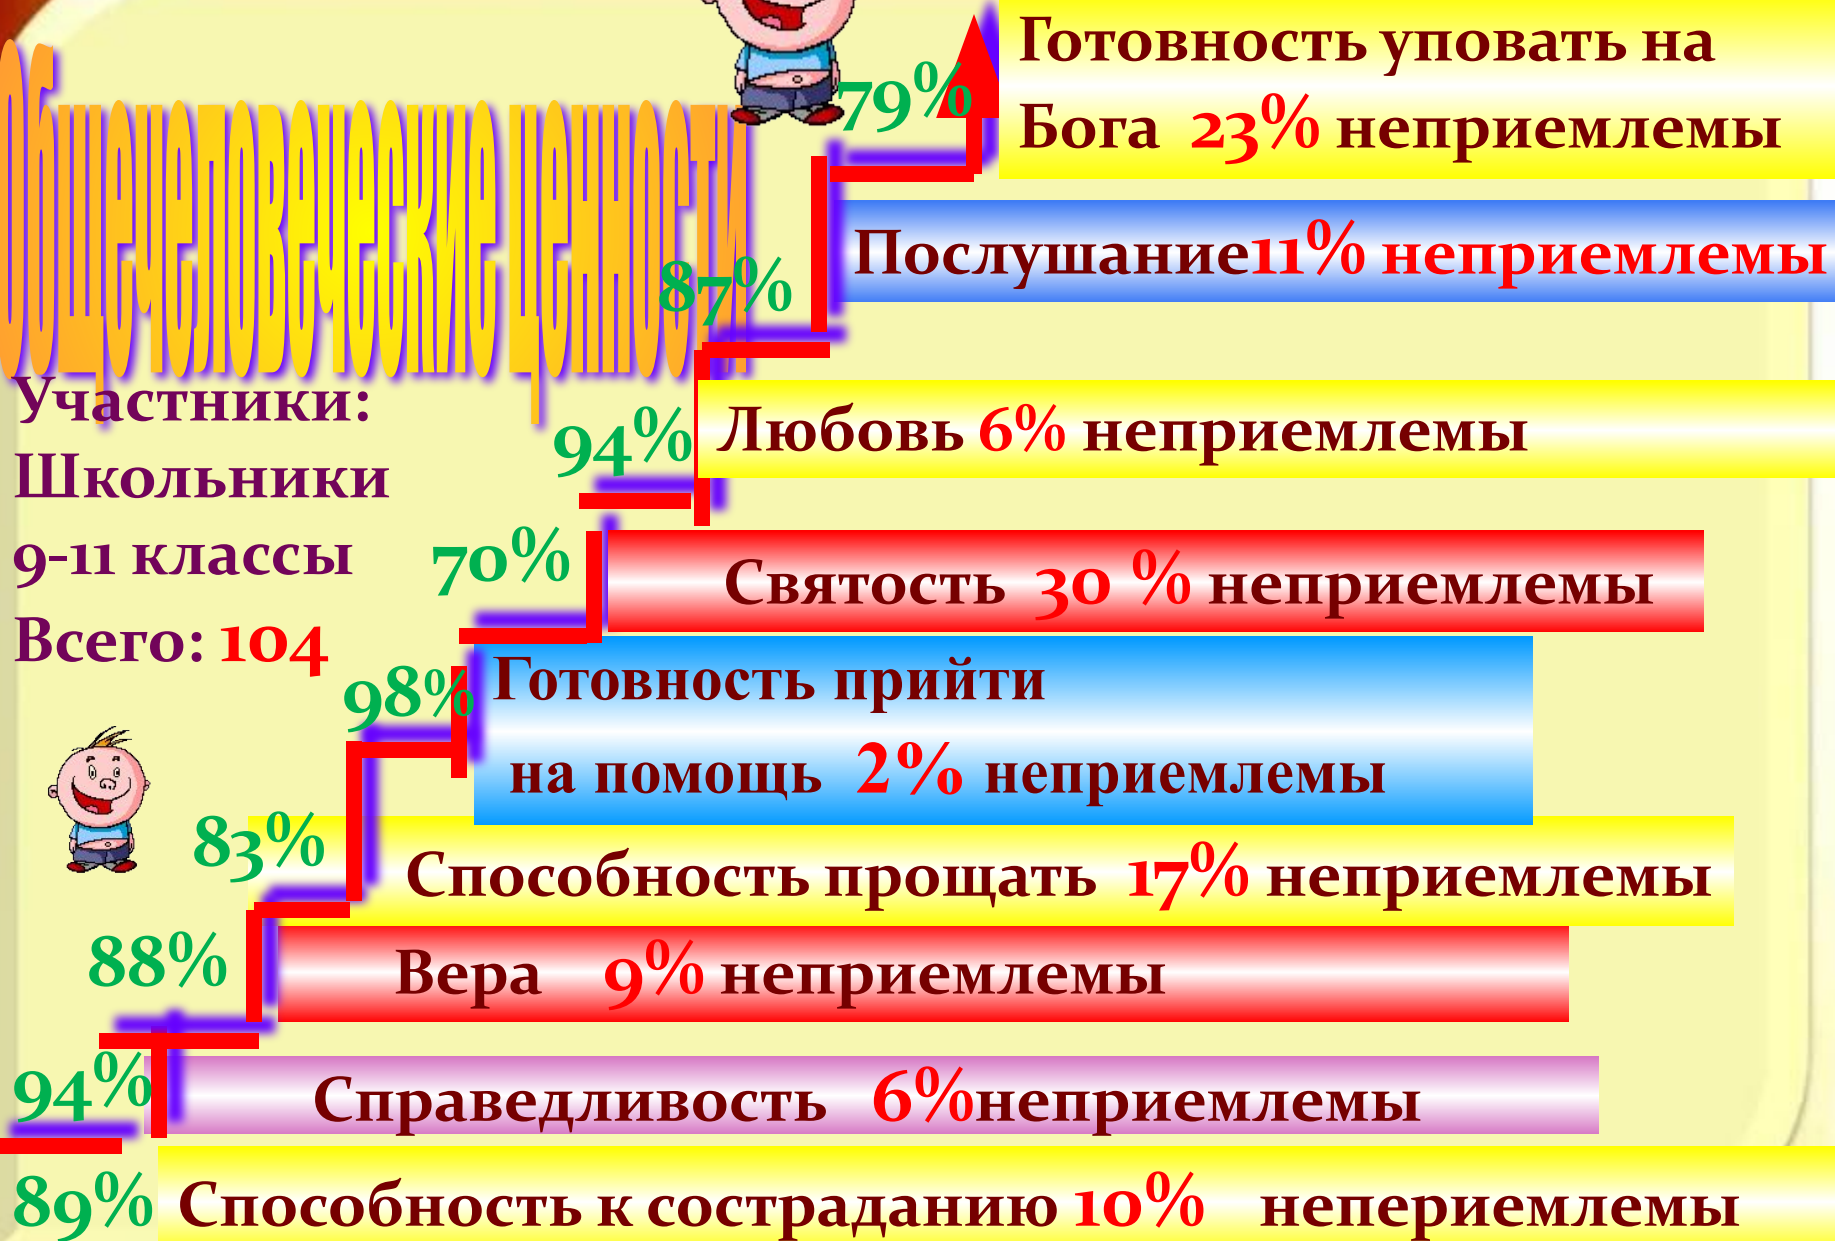 Общечеловеческие ценности
Участники:
Школьники
9-11 классы
Всего: 104
79% Готовность уповать на
Бога 23% неприемлемы
87% Послушание11% неприемлемы
94% Любовь 6% неприемлемы
70% Святость 30 % неприемлемы
98% Готовность прийти
на помощь 2% неприемлемы
83% Способность прощать 17% неприемлемы
88% Вера 9% неприемлемы
94% Справедливость 6%неприемлемы
89% Способность к состраданию 10% непериемлемы